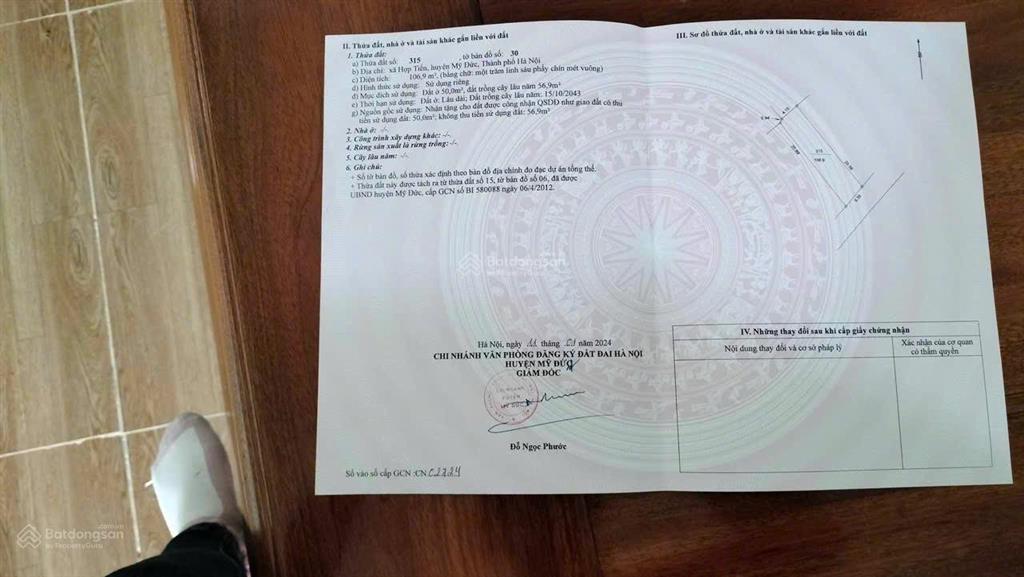 II. Thửa đất, nhà ở và tài sản khác gắn liền với đất
1. Thửa đất:
a) Thửa đất số: 315 , tờ bản đồ số: 30
b) Địa chỉ: xã Hợp Tiến, huyện Mỹ Đức, Thành phố Hà Nội
c) Diện tích: 106,9 m², (bằng chữ: một trăm linh sáu phẩy chín mét vuông)
d) Hình thức sử dụng: Sử dụng riêng
đ) Mục đích sử dụng: Đất ở 50,0m², đất trồng cây lâu năm 56,9m²
e) Thời hạn sử dụng: Đất ở: Lâu dài; Đất trồng cây lâu năm: 15/10/2043
g) Nguồn gốc sử dụng: Nhận tặng cho đất được công nhận QSDĐ như giao đất có thu
tiền sử dụng đất: 50,0m²; không thu tiền sử dụng đất: 56,9m²
2. Nhà ở: -/-
3. Công trình xây dựng khác: -/-
4. Rừng sản xuất là rừng trồng: -/-
5. Cây lâu năm: -/-
6. Ghi chú:
+ Số tờ bản đồ, số thửa xác định theo bản đồ địa chính đo đạc dự án tổng thể.
+ Thửa đất này được tách ra từ thửa đất số 15, tờ bản đồ số 06, đã được
UBND huyện Mỹ Đức, cấp GCN số BI 580088 ngày 06/4/2012.
Hà Nội, ngày 11 tháng 01 năm 2024
CHI NHÁNH VĂN PHÒNG ĐĂNG KÝ ĐẤT ĐAI HÀ NỘI
HUYỆN MỸ ĐỨC
GIÁM ĐỐC
Đỗ Ngọc Phước
Số vào sổ cấp GCN :CN
III. Sơ đồ thửa đất, nhà ở và tài sản khác gắn liền với đất
315
IV. Những thay đổi sau khi cấp giấy chứng nhận
Nội dung thay đổi và cơ sở pháp lý
Xác nhận của cơ quan
có thẩm quyền
Batdongsan
by PropertyGuru
Batdongsan
.com.vn
by PropertyGuru